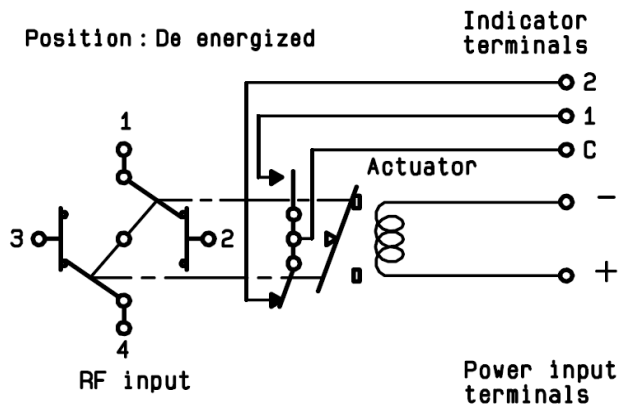 Position : De energized
Indicator
terminals
2
1
C
1
Actuator
-
3
2
+
4
RF input
Power input
terminals